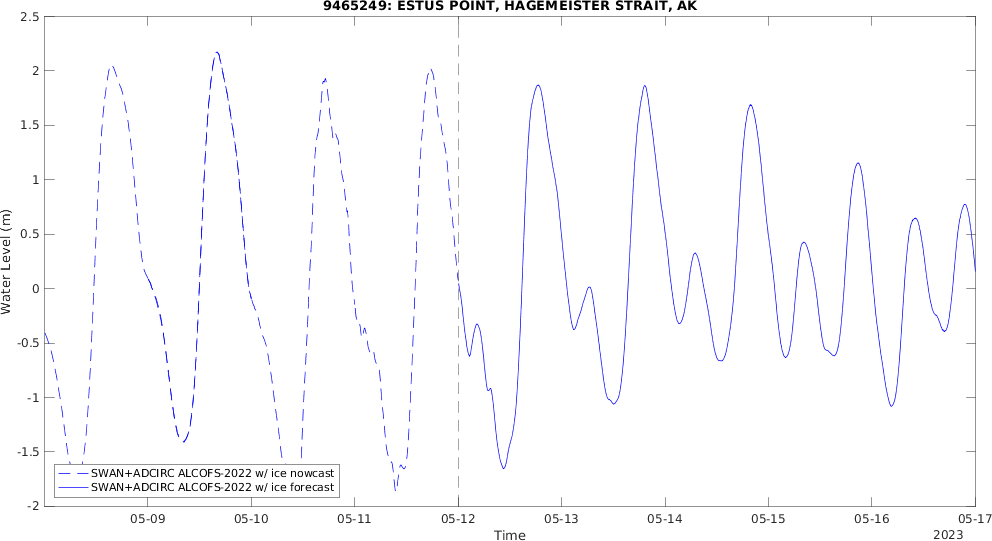 9465249: ESTUS POINT, HAGEMEISTER STRAIT, AK
2.5
2
1.5
1
0.5
0
-0.5
-1
-1.5
-2
Water Level (m)
SWAN+ADCIRC ALCOFS-2022 w/ ice nowcast
SWAN+ADCIRC ALCOFS-2022 w/ ice forecast
05-09 05-10 05-11 05-12 05-13 05-14 05-15 05-16 05-17
Time
2023